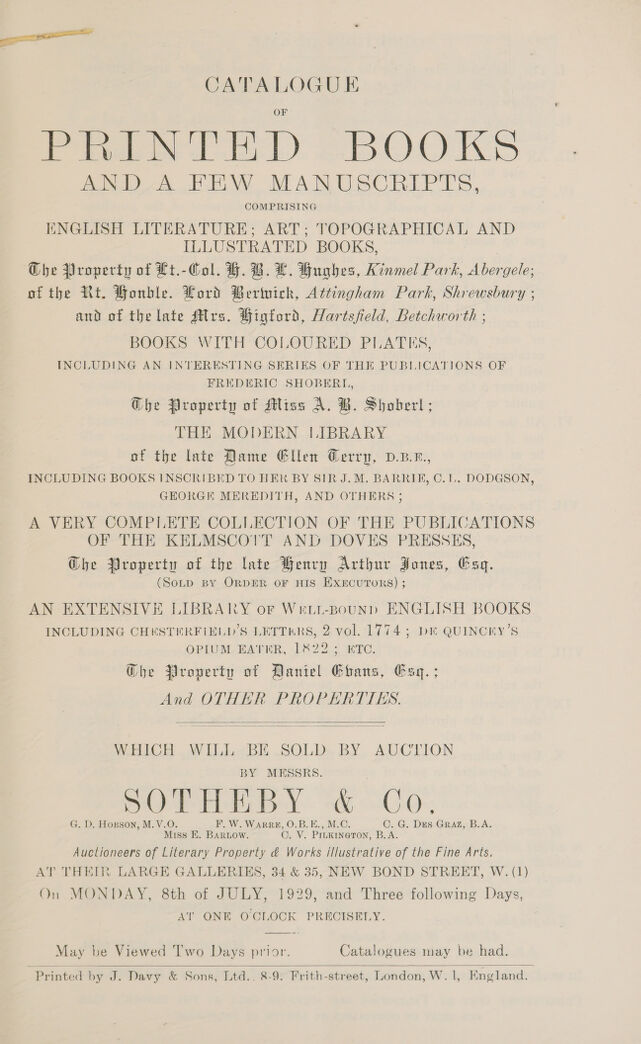 CATALOGUE
OF
PRINTED BOOKS
AND A FEW MANUSCRIPTS,
COMPRISING
ENGLISH LITERATURE; ART; TOPOGRAPHICAL AND
ILLUSTRATED BOOKS,
The Property of Lt.-Col. H. B. L. Hughes, Kinmel Park, Abergele;
of the Rt. Honble. Lord Berwick, Attingham Park, Shrewsbury;
and of the late Mrs. Higford, Hartsfield, Betchworth;
BOOKS WITH COLOURED PLATES,
INCLUDING AN INTERESTING SERIES OF THE PUBLICATIONS OF
FREDERIC SHOBERL,
The Property of Miss A. B. Shoberl;
THE MODERN LIBRARY
of the late Dame Ellen Terry, D.B.E.,
INCLUDING BOOKS INSCRIBED TO HER BY SIR J. M. BARRIE, C. L. DODGSON,
GEORGE MEREDITH, AND OTHERS;
A VERY COMPLETE COLLECTION OF THE PUBLICATIONS
OF THE KELMSCOTT AND DOVES PRESSES,
The Property of the late Henry Arthur Jones, Esq.
(SOLD BY ORDER OF HIS EXECUTORS);
AN EXTENSIVE LIBRARY OF WELL-BOUND ENGLISH BOOKS
INCLUDING CHESTERFIELD'S LETTERS, 2 vol. 1774; DE QUINCEY'S
OPIUM EATER, 1822; ETC.
The Property of Daniel Evans, Esq.;
And OTHER PROPERTIES.
WHICH WILL BE SOLD BY AUCTION
BY MESSRS.
SOTHEBY & Co.
G. D. HOBSON, M.V.O. F. W. WARRE, O.B.E., M.C. C. G. DES GRAZ, B.A.
MISS E. BARLOW. C. V. PILKINGTON, B.A.
Auctioneers of Literary Property & Works illustrative of the Fine Arts,
AT THEIR LARGE GALLERIES, 34 & 35, NEW BOND STREET, W.(1)
On MONDAY, 8th of JULY, 1929, and Three following Days,
AT ONE O'CLOCK PRECISELY.
May be Viewed Two Days prior. Catalogues may be had.
Printed by J. Davy & Sons, Ltd., 8-9, Frith-street, London, W. 1, England.